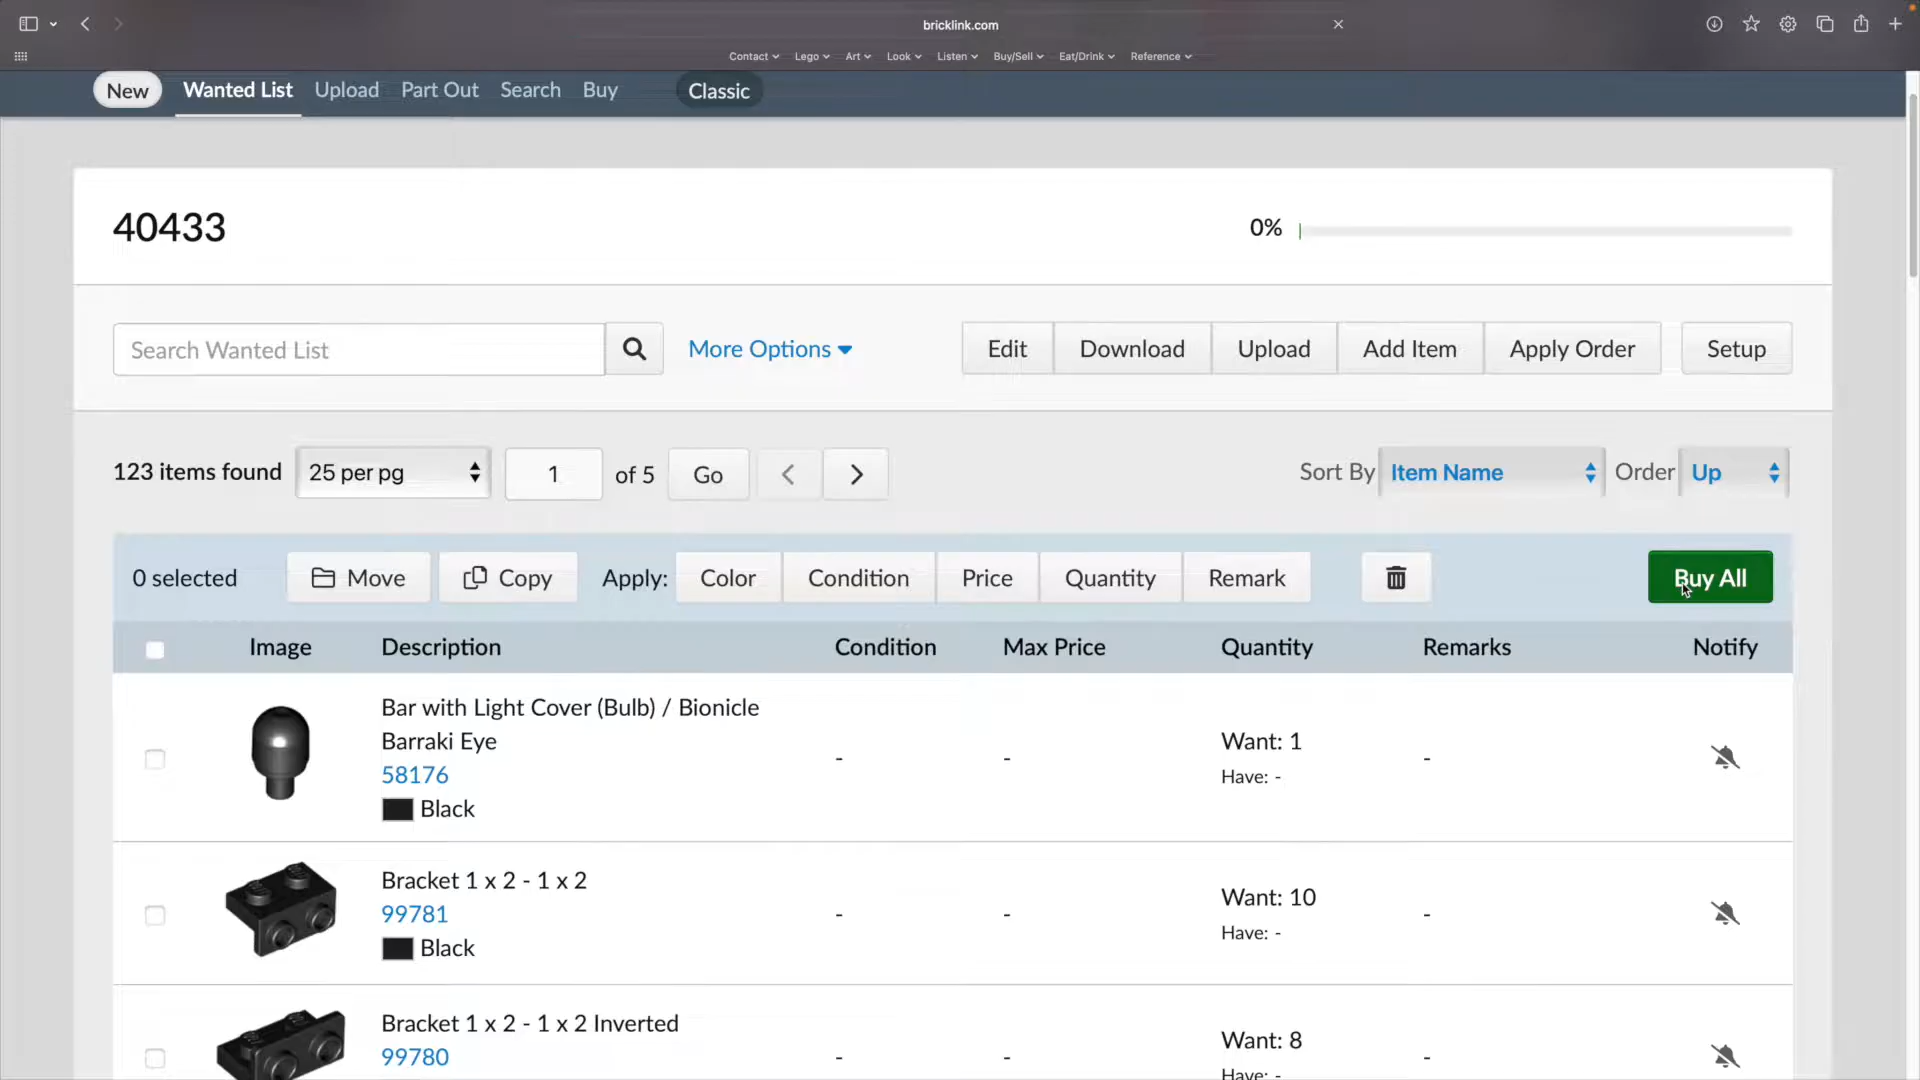 bricklink.com
Contact Lego Art Look Listen Buy/Sell Eat/Drink Reference
New Wanted List Upload Part Out Search Buy Classic
40433 0%
Search Wanted List More Options Edit Download Upload Add Item Apply Order Setup
123 items found 25 per pg 1 of 5 Go Sort By Item Name Order Up
0 selected Move Copy Apply: Color Condition Price Quantity Remark Buy All
Image Description Condition Max Price Quantity Remarks Notify
Bar with Light Cover (Bulb) / Bionicle
Barraki Eye
58176
Black
- - Want: 1 -
Have: -
Bracket 1 x 2 - 1 x 2
99781
Black
- - Want: 10 -
Have: -
Bracket 1 x 2 - 1 x 2 Inverted
99780
- - Want: 8 -
Have: -